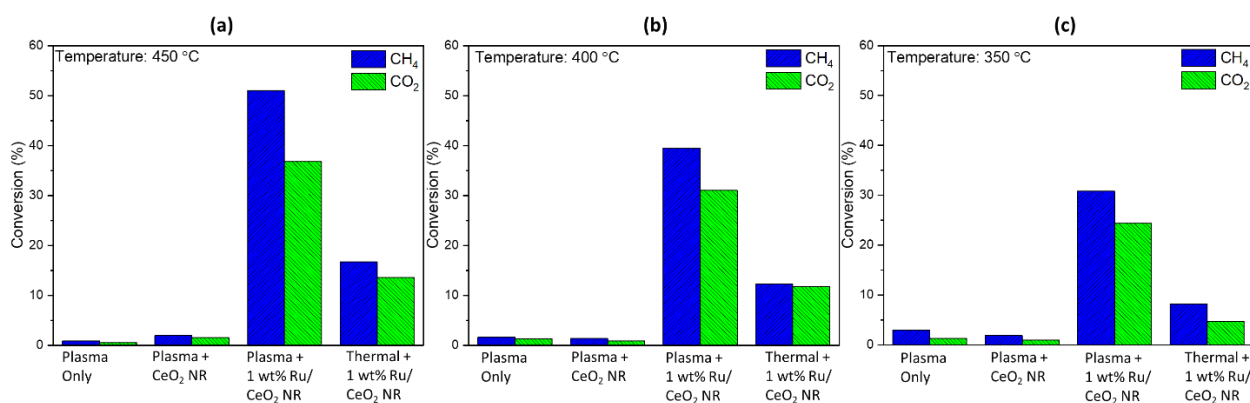 (a)
Temperature: 450 °C
CH4
CO2
Conversion (%)
60
50
40
30
20
10
0
Plasma
Only
Plasma +
CeO2 NR
Plasma +
1 wt% Ru/
CeO2 NR
Thermal +
1 wt% Ru/
CeO2 NR
(b)
Temperature: 400 °C
CH4
CO2
Conversion (%)
60
50
40
30
20
10
0
Plasma
Only
Plasma +
CeO2 NR
Plasma +
1 wt% Ru/
CeO2 NR
Thermal +
1 wt% Ru/
CeO2 NR
(c)
Temperature: 350 °C
CH4
CO2
Conversion (%)
60
50
40
30
20
10
0
Plasma
Only
Plasma +
CeO2 NR
Plasma +
1 wt% Ru/
CeO2 NR
Thermal +
1 wt% Ru/
CeO2 NR